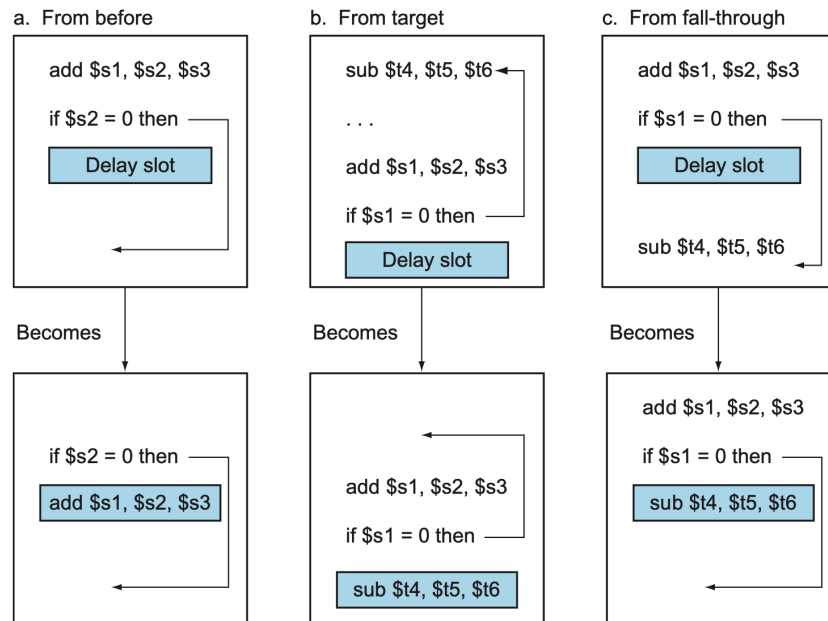 a. From before
add $s1, $s2, $s3
if $s2 = 0 then
Delay slot
Becomes
if $s2 = 0 then
add $s1, $s2, $s3
b. From target
sub $t4, $t5, $t6
. . .
add $s1, $s2, $s3
if $s1 = 0 then
Delay slot
Becomes
add $s1, $s2, $s3
if $s1 = 0 then
sub $t4, $t5, $t6
c. From fall-through
add $s1, $s2, $s3
if $s1 = 0 then
Delay slot
sub $t4, $t5, $t6
Becomes
add $s1, $s2, $s3
if $s1 = 0 then
sub $t4, $t5, $t6